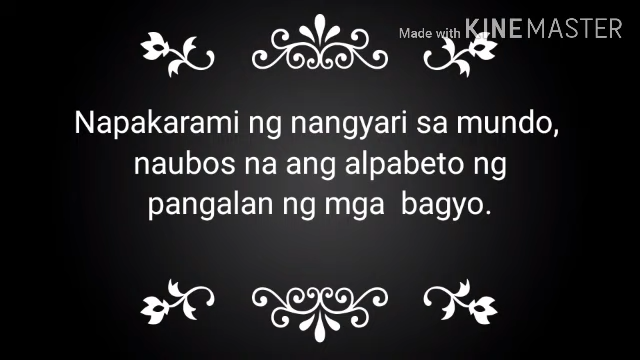 Made with KINEMASTER
Napakarami ng nangyari sa mundo,
naubos na ang alpabeto ng
pangalan ng mga bagyo.